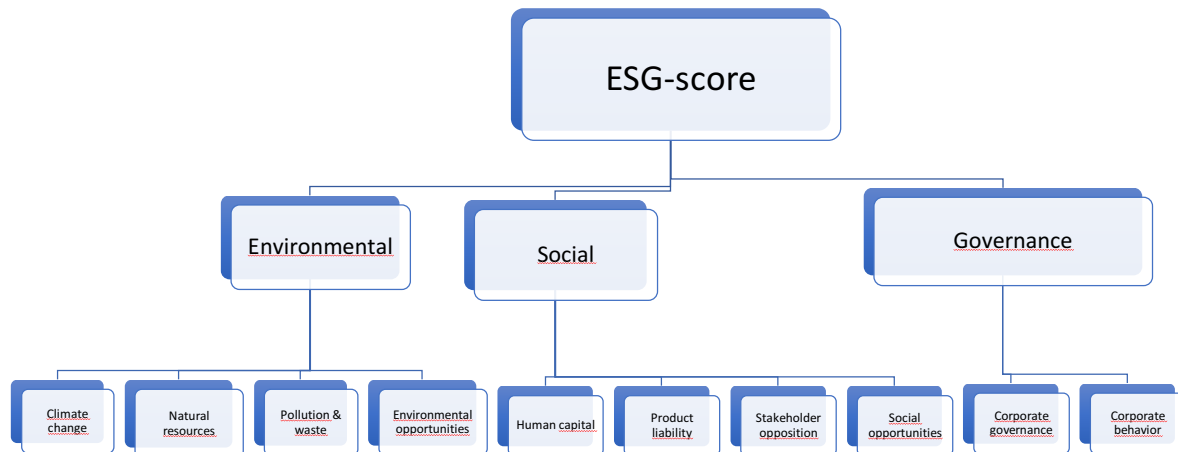 ESG-score
Environmental
Social
Governance
Climate
change
Natural
resources
Pollution &
waste
Environmental
opportunities
Human capital
Product
liability
Stakeholder
opposition
Social
opportunities
Corporate
governance
Corporate
behavior